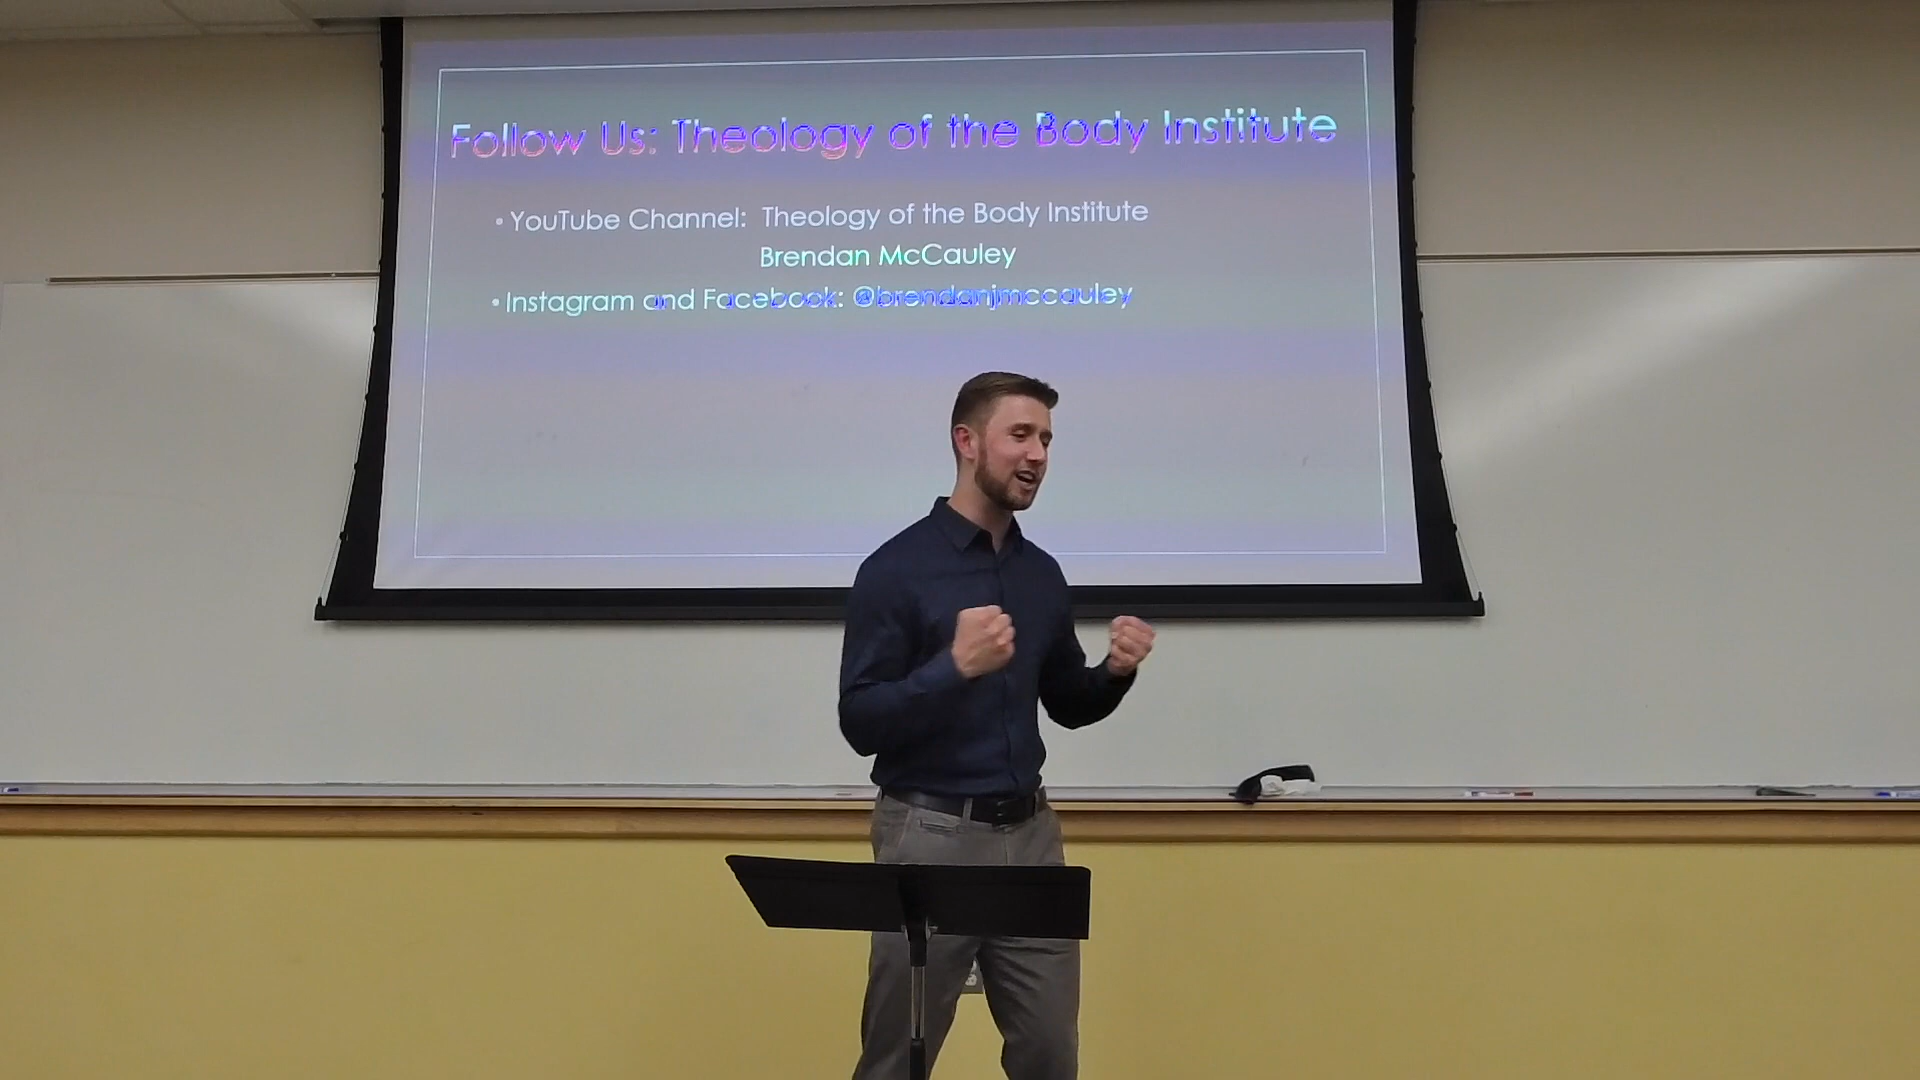 Follow Us: Theology of the Body Institute
• YouTube Channel: Theology of the Body Institute
Brendan McCauley
• Instagram and Facebook: @brendanjmccauley